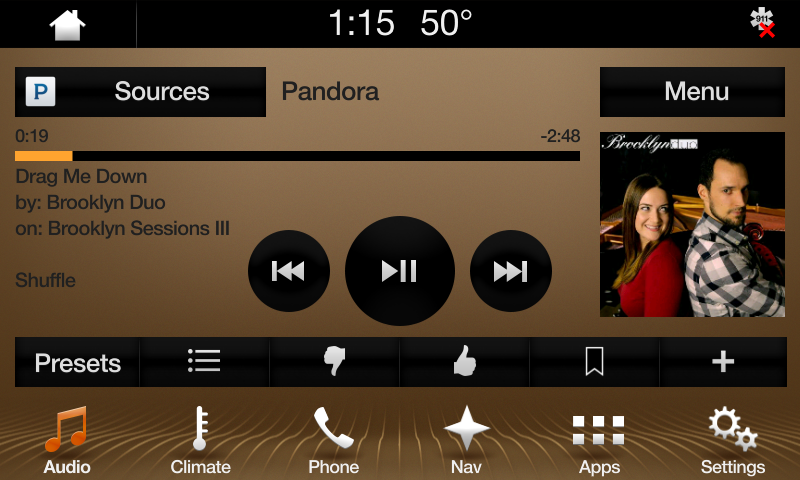 1:15 50°
911
P Sources Pandora Menu
0:19 -2:48
Drag Me Down
by: Brooklyn Duo
on: Brooklyn Sessions III
Shuffle
Brooklyn duo
Presets
Audio Climate Phone Nav Apps Settings